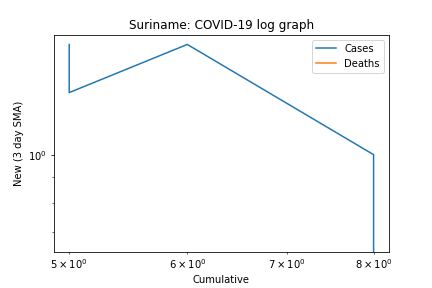 Suriname: COVID-19 log graph
Cases
Deaths
New (3 day SMA)
10⁰
5 × 10⁰ 6 × 10⁰ 7 × 10⁰ 8 × 10⁰
Cumulative